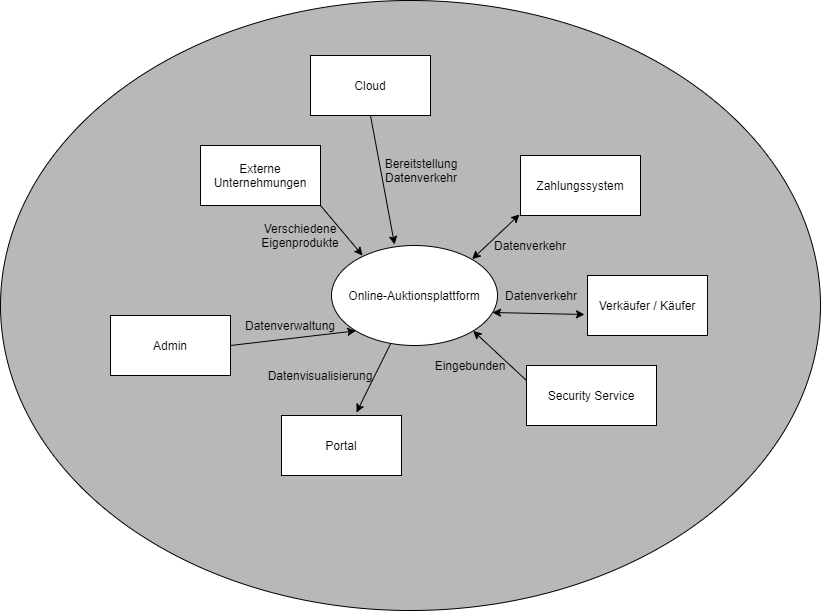 Cloud
Bereitstellung
Datenverkehr
Externe
Unternehmungen
Zahlungssystem
Verschiedene
Eigenprodukte
Datenverkehr
Online-Auktionsplattform
Datenverkehr
Verkäufer / Käufer
Datenverwaltung
Admin
Eingebunden
Datenvisualisierung
Security Service
Portal